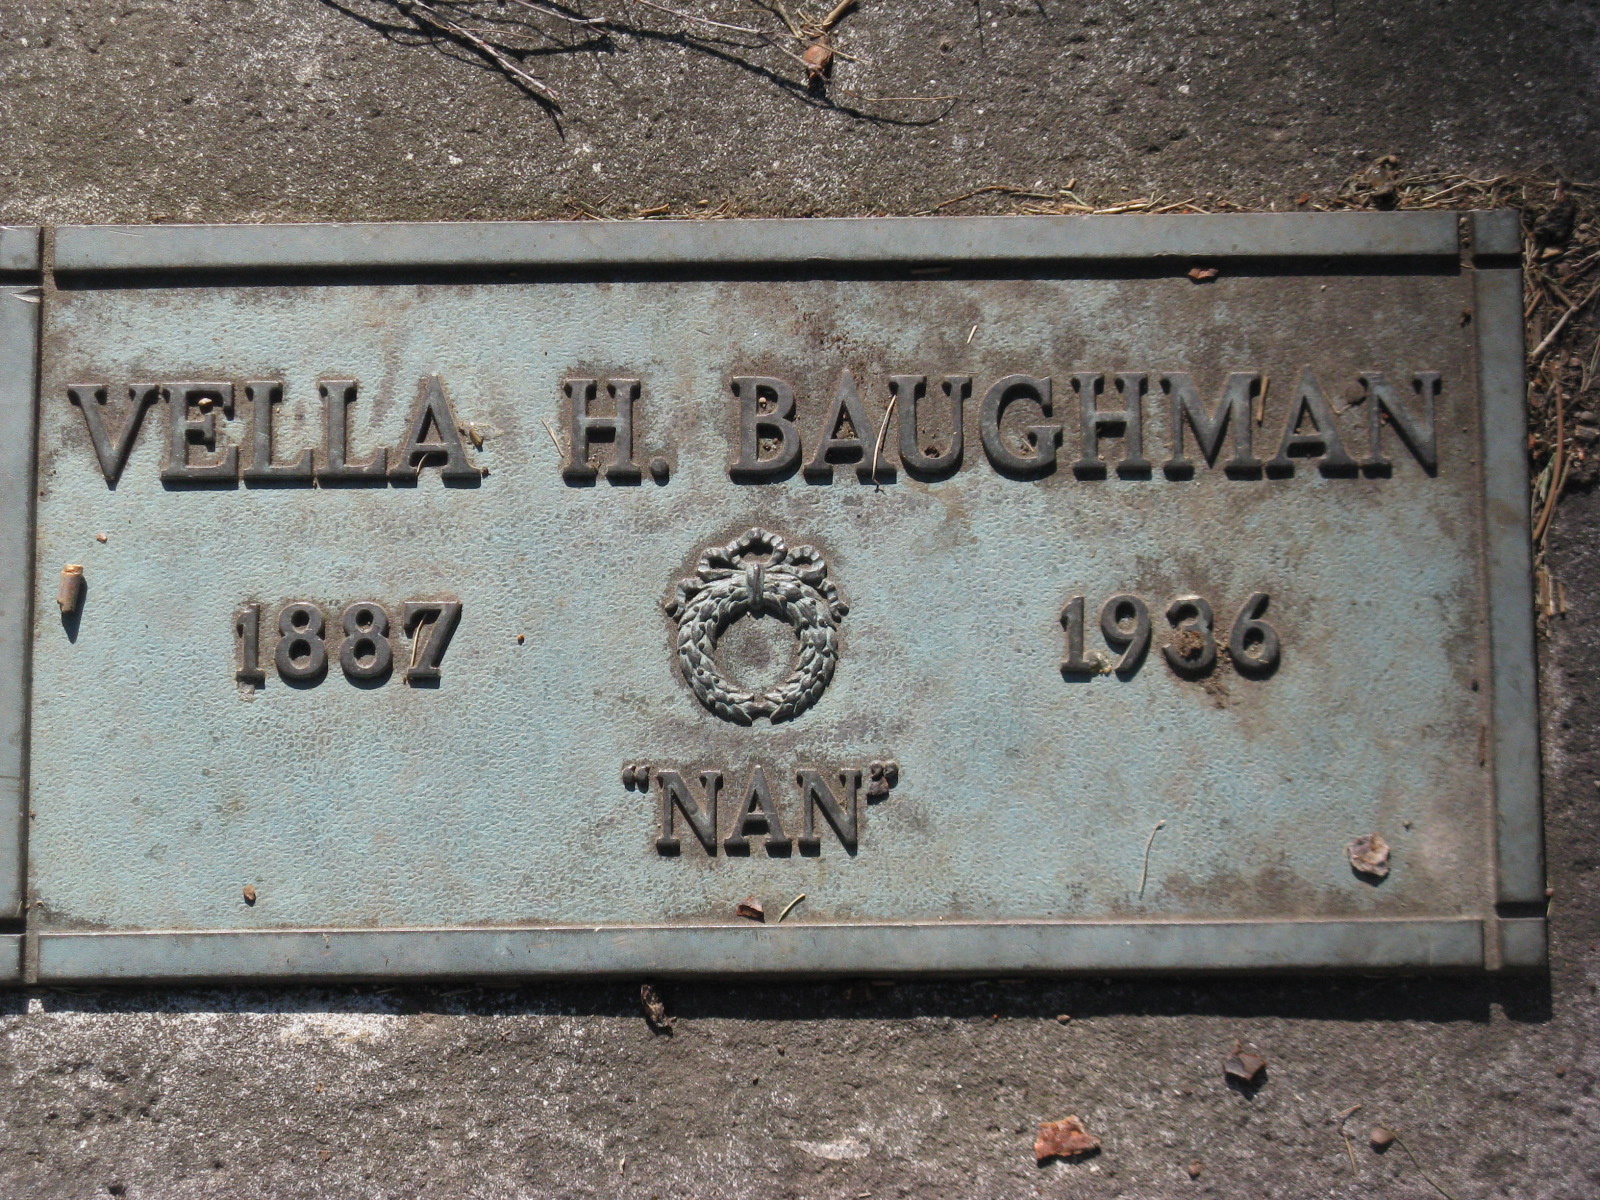 VELLA H. BAUGHMAN
1887 1936
"NAN"